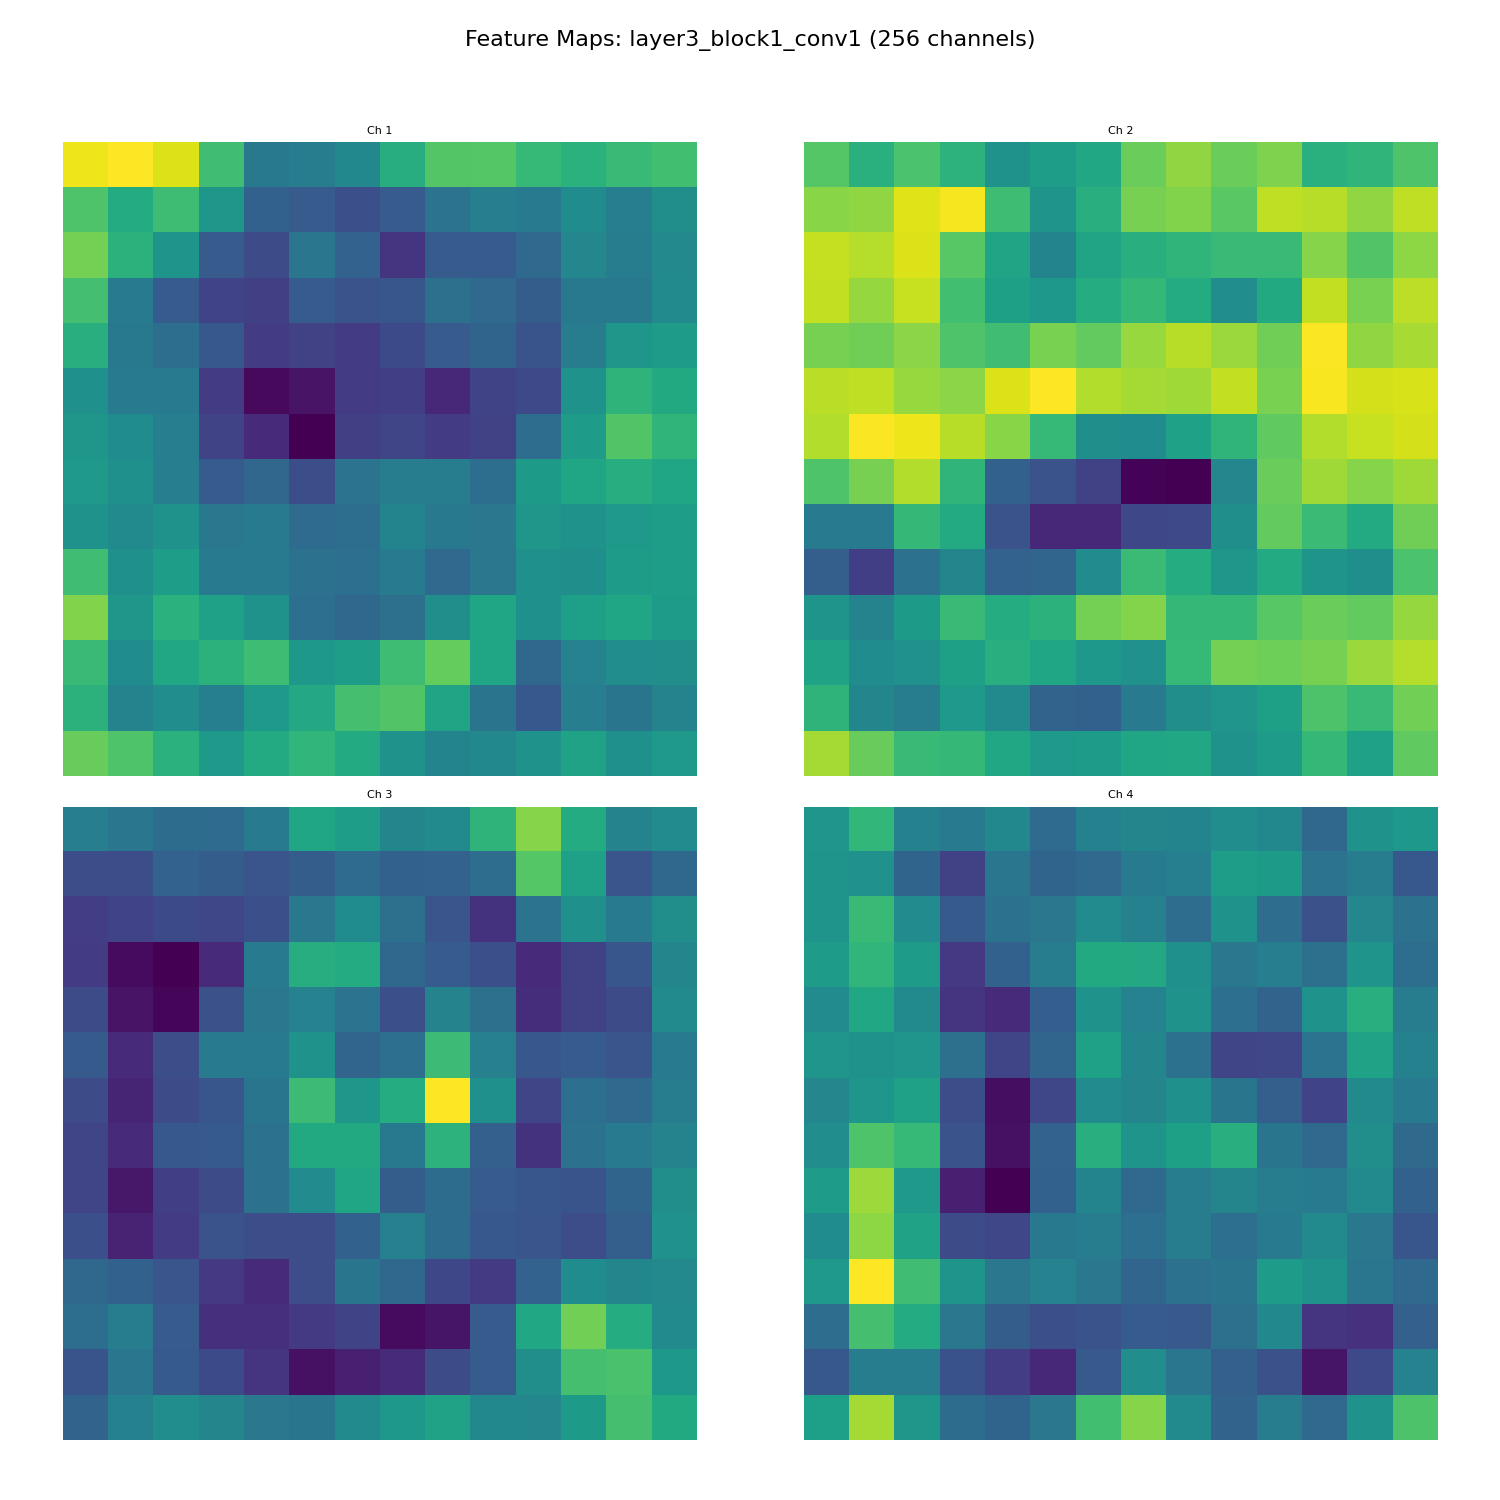 Feature Maps: layer3_block1_conv1 (256 channels)
Ch 1
Ch 2
Ch 3
Ch 4